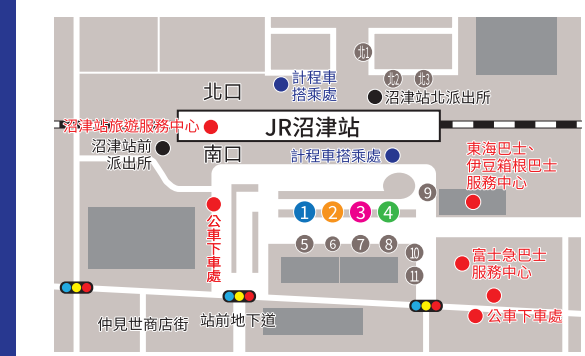 北1
北2 北3
計程車
搭乘處
北口
沼津站北派出所
沼津站旅遊服務中心
JR沼津站
沼津站前
派出所
南口
計程車搭乘處
東海巴士、
伊豆箱根巴士
服務中心
9
1 2 3 4
公車下車處
5 6 7 8
10
11
富士急巴士
服務中心
公車下車處
仲見世商店街
站前地下道